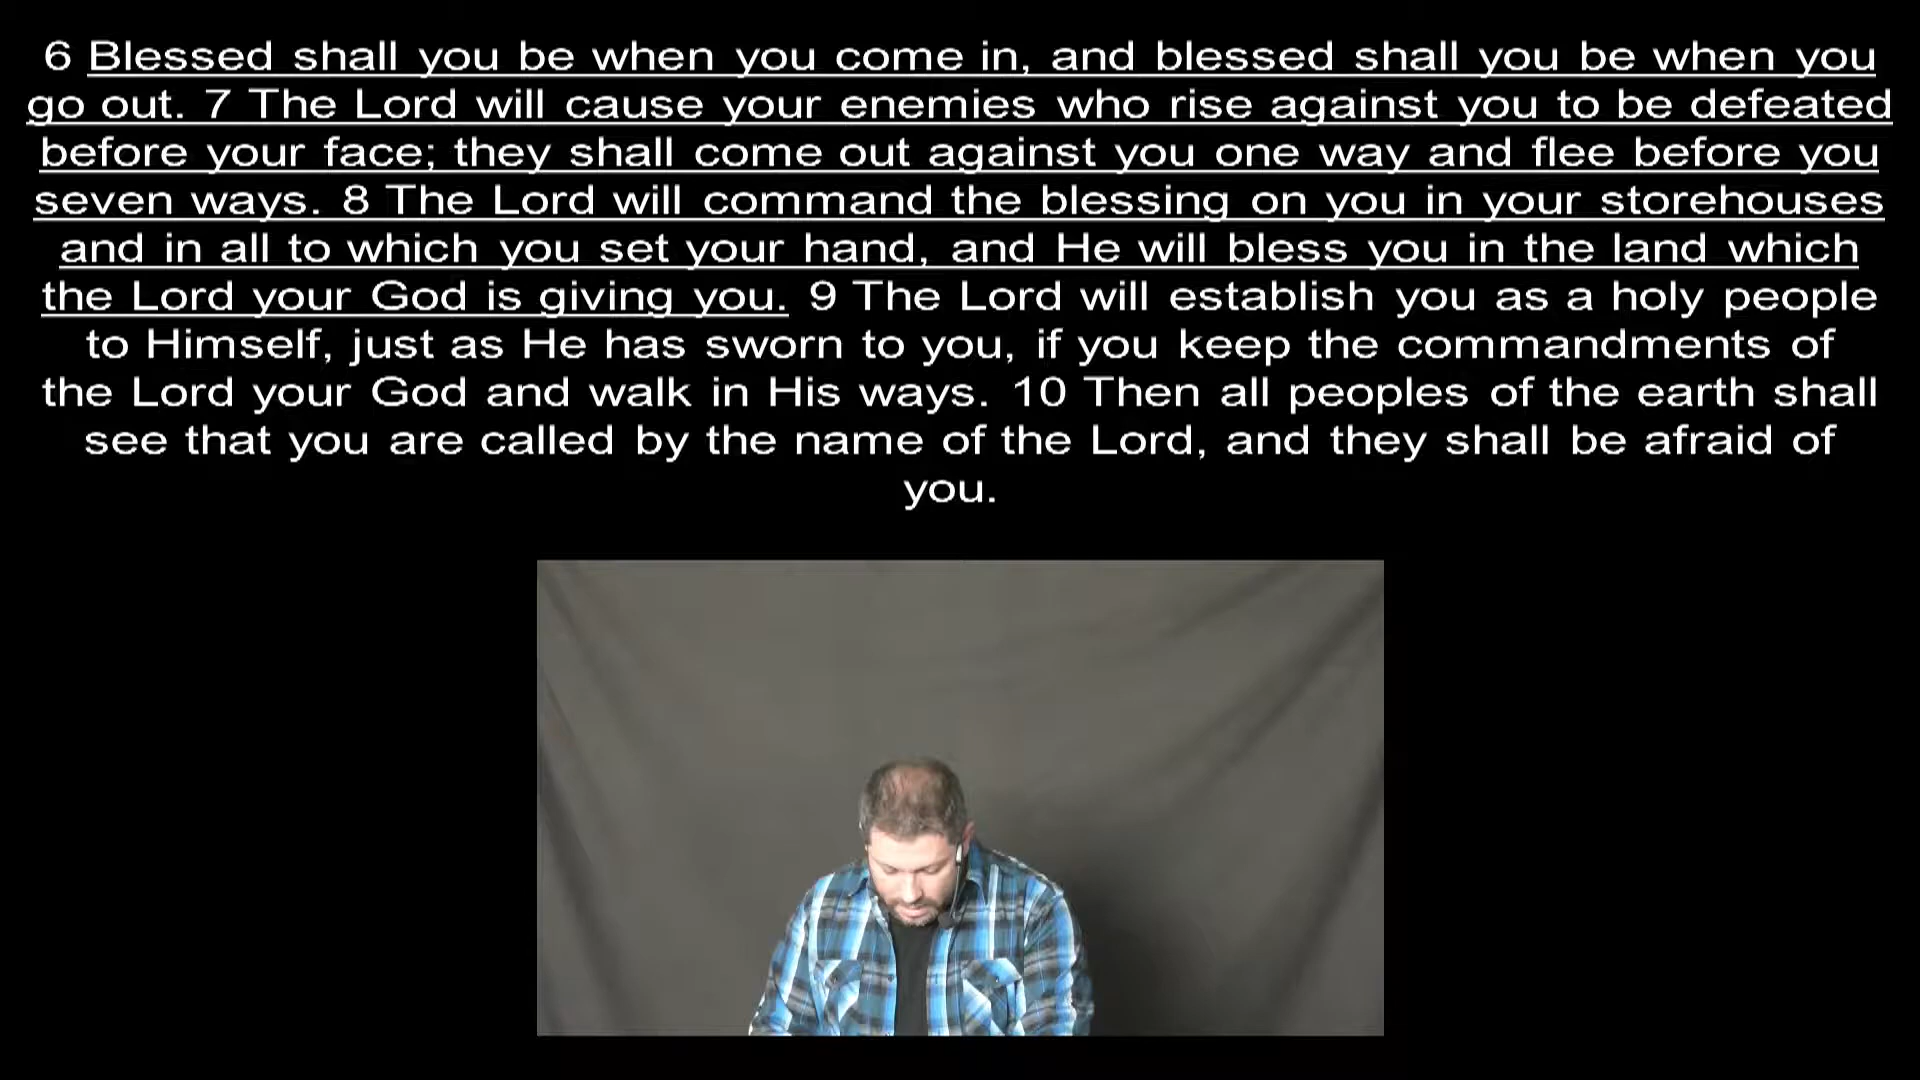 6 Blessed shall you be when you come in, and blessed shall you be when you
go out. 7 The Lord will cause your enemies who rise against you to be defeated
before your face; they shall come out against you one way and flee before you
seven ways. 8 The Lord will command the blessing on you in your storehouses
and in all to which you set your hand, and He will bless you in the land which
the Lord your God is giving you. 9 The Lord will establish you as a holy people
to Himself, just as He has sworn to you, if you keep the commandments of
the Lord your God and walk in His ways. 10 Then all peoples of the earth shall
see that you are called by the name of the Lord, and they shall be afraid of
you.